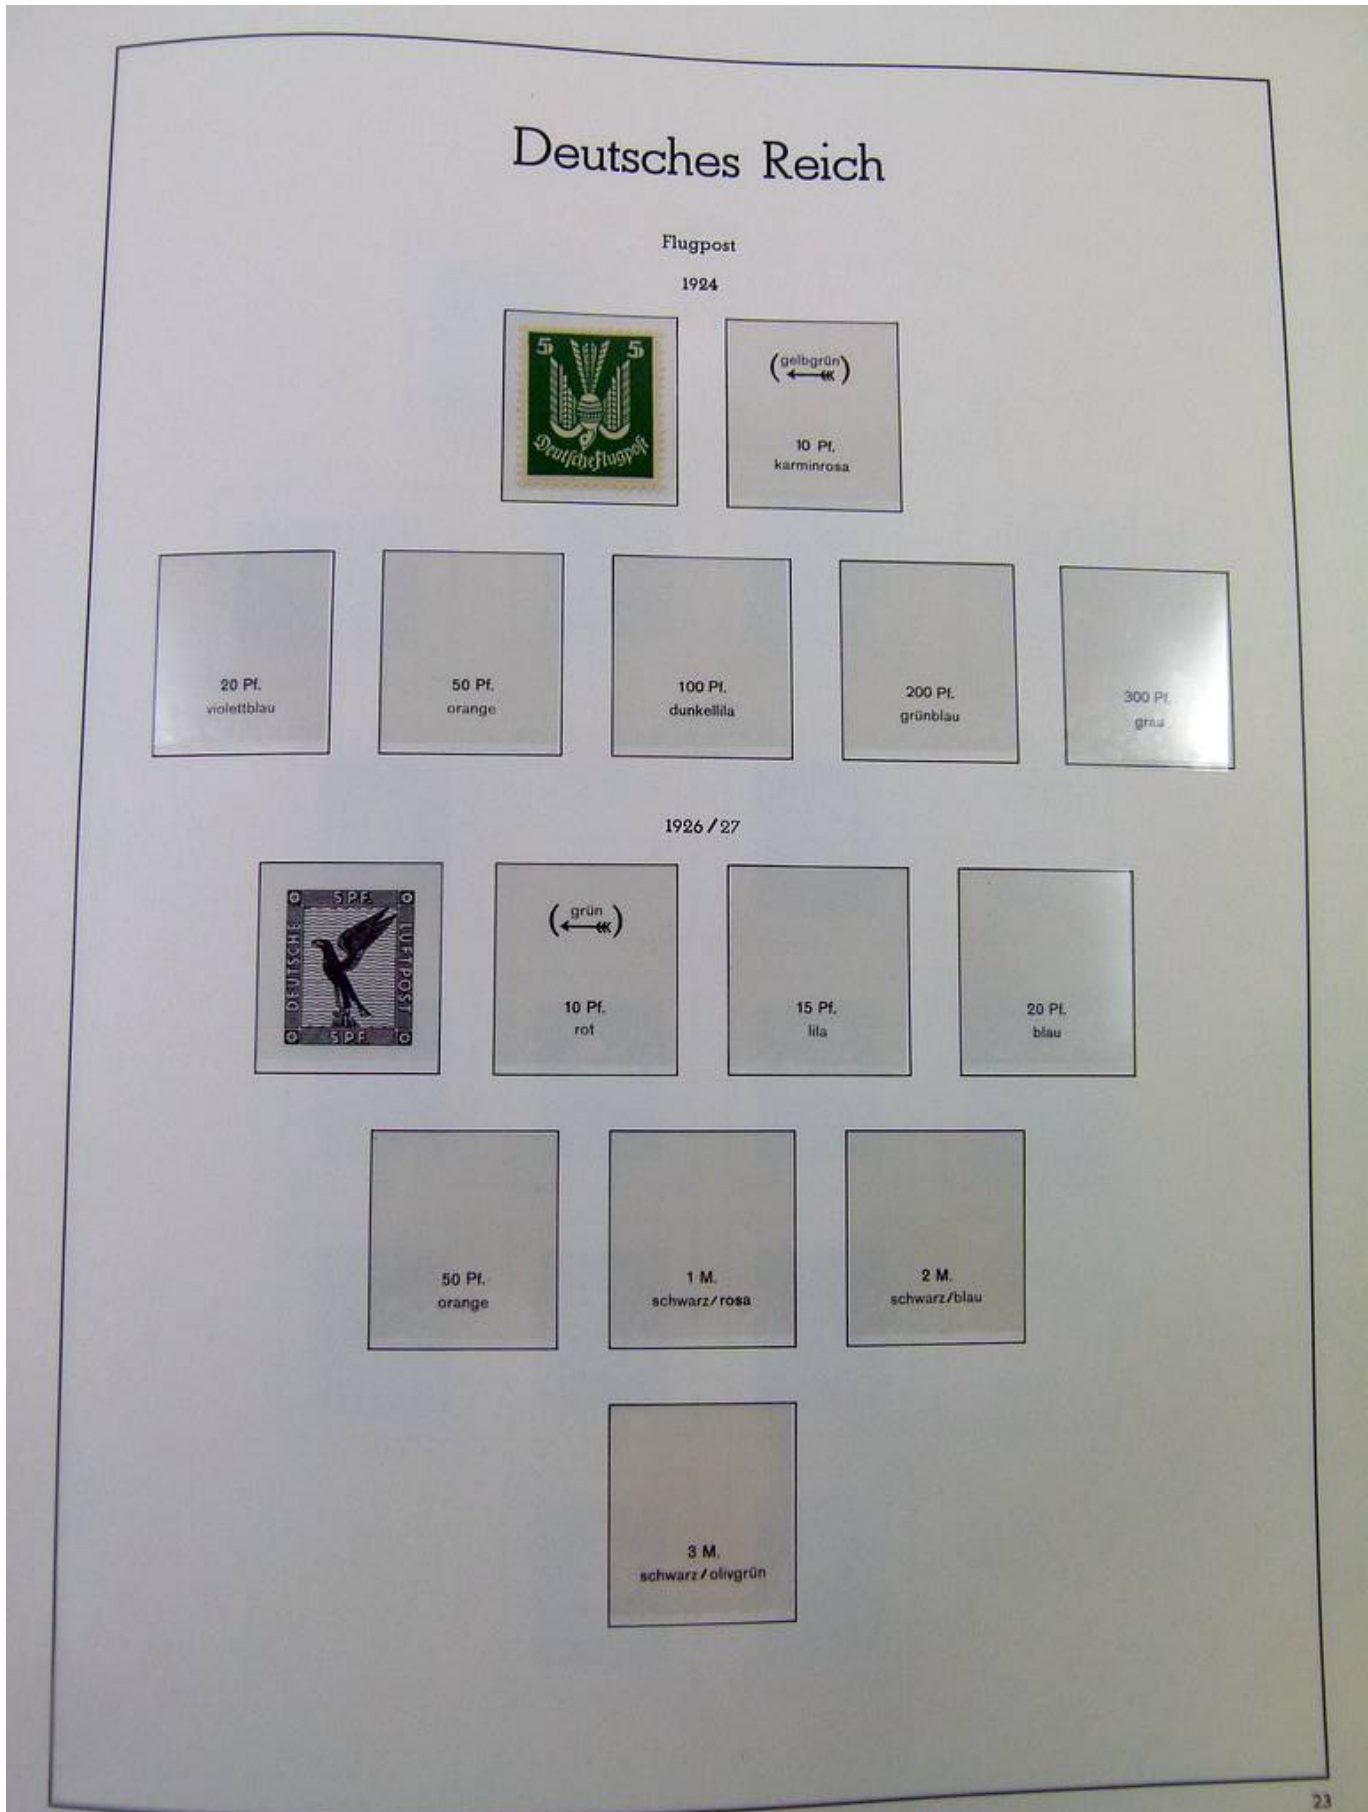 Deutsches Reich
Flugpost
1924
5 5
Deutsche Flugpost
(gelbgrün)
10 Pf.
karminrosa
20 Pf.
violettblau
50 Pf.
orange
100 Pf.
dunkellila
200 Pf.
grünblau
300 Pf.
grau
1926/27
5 PF.
DEUTSCHE
LUFTPOST
5 PF.
(grün)
10 Pf.
rot
15 Pf.
lila
20 Pf.
blau
50 Pf.
orange
1 M.
schwarz/rosa
2 M.
schwarz/blau
3 M.
schwarz/olivgrün
23